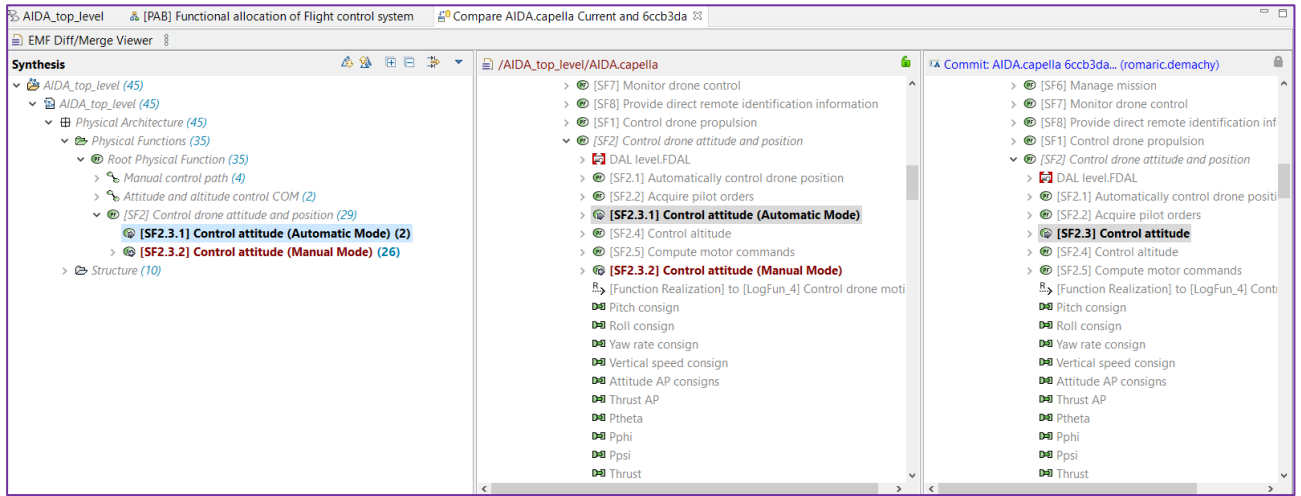 AIDA_top_level
[PAB] Functional allocation of Flight control system
Compare AIDA.capella Current and 6ccb3da
EMF Diff/Merge Viewer
Synthesis
AIDA_top_level (45)
AIDA_top_level (45)
Physical Architecture (45)
Physical Functions (35)
Root Physical Function (35)
Manual control path (4)
Attitude and altitude control COM (2)
[SF2] Control drone attitude and position (29)
[SF2.3.1] Control attitude (Automatic Mode) (2)
[SF2.3.2] Control attitude (Manual Mode) (26)
Structure (10)
/AIDA_top_level/AIDA.capella
[SF7] Monitor drone control
[SF8] Provide direct remote identification information
[SF1] Control drone propulsion
[SF2] Control drone attitude and position
DAL level.FDAL
[SF2.1] Automatically control drone position
[SF2.2] Acquire pilot orders
[SF2.3.1] Control attitude (Automatic Mode)
[SF2.4] Control altitude
[SF2.5] Compute motor commands
[SF2.3.2] Control attitude (Manual Mode)
[Function Realization] to [LogFun_4] Control drone moti
Pitch consign
Roll consign
Yaw rate consign
Vertical speed consign
Attitude AP consigns
Thrust AP
Ptheta
Pphi
Ppsi
Thrust
Commit: AIDA.capella 6ccb3da... (romaric.demachy)
[SF6] Manage mission
[SF7] Monitor drone control
[SF8] Provide direct remote identification inf
[SF1] Control drone propulsion
[SF2] Control drone attitude and position
DAL level.FDAL
[SF2.1] Automatically control drone positi
[SF2.2] Acquire pilot orders
[SF2.3] Control attitude
[SF2.4] Control altitude
[SF2.5] Compute motor commands
[Function Realization] to [LogFun_4] Contr
Pitch consign
Roll consign
Yaw rate consign
Vertical speed consign
Attitude AP consigns
Thrust AP
Ptheta
Pphi
Ppsi
Thrust